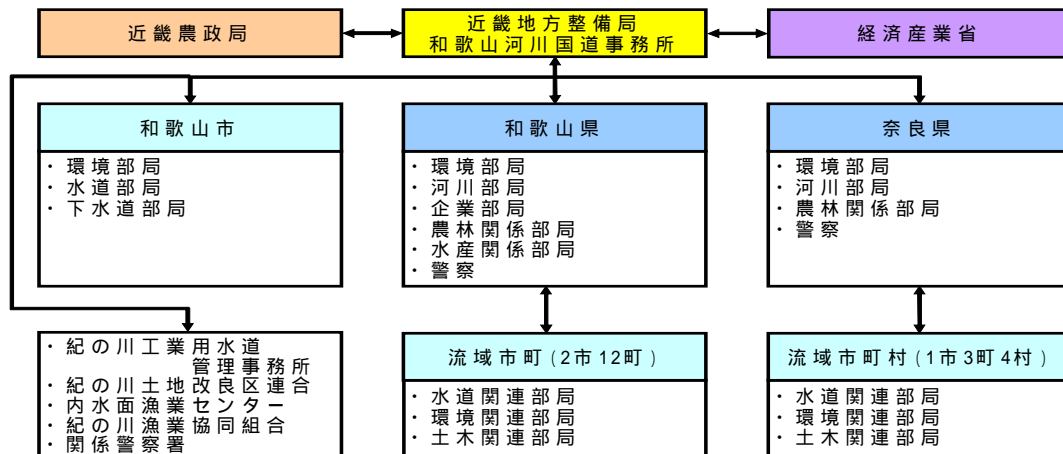 近畿農政局
近畿地方整備局
和歌山河川国道事務所
経済産業省
和歌山市
・環境部局
・水道部局
・下水道部局
和歌山県
・環境部局
・河川部局
・企業部局
・農林関係部局
・水産関係部局
・警察
奈良県
・環境部局
・河川部局
・農林関係部局
・警察
・紀の川工業用水道
管理事務所
・紀の川土地改良区連合
・内水面漁業センター
・紀の川漁業協同組合
・関係警察署
流域市町(2市12町)
・水道関連部局
・環境関連部局
・土木関連部局
流域市町村(1市3町4村)
・水道関連部局
・環境関連部局
・土木関連部局